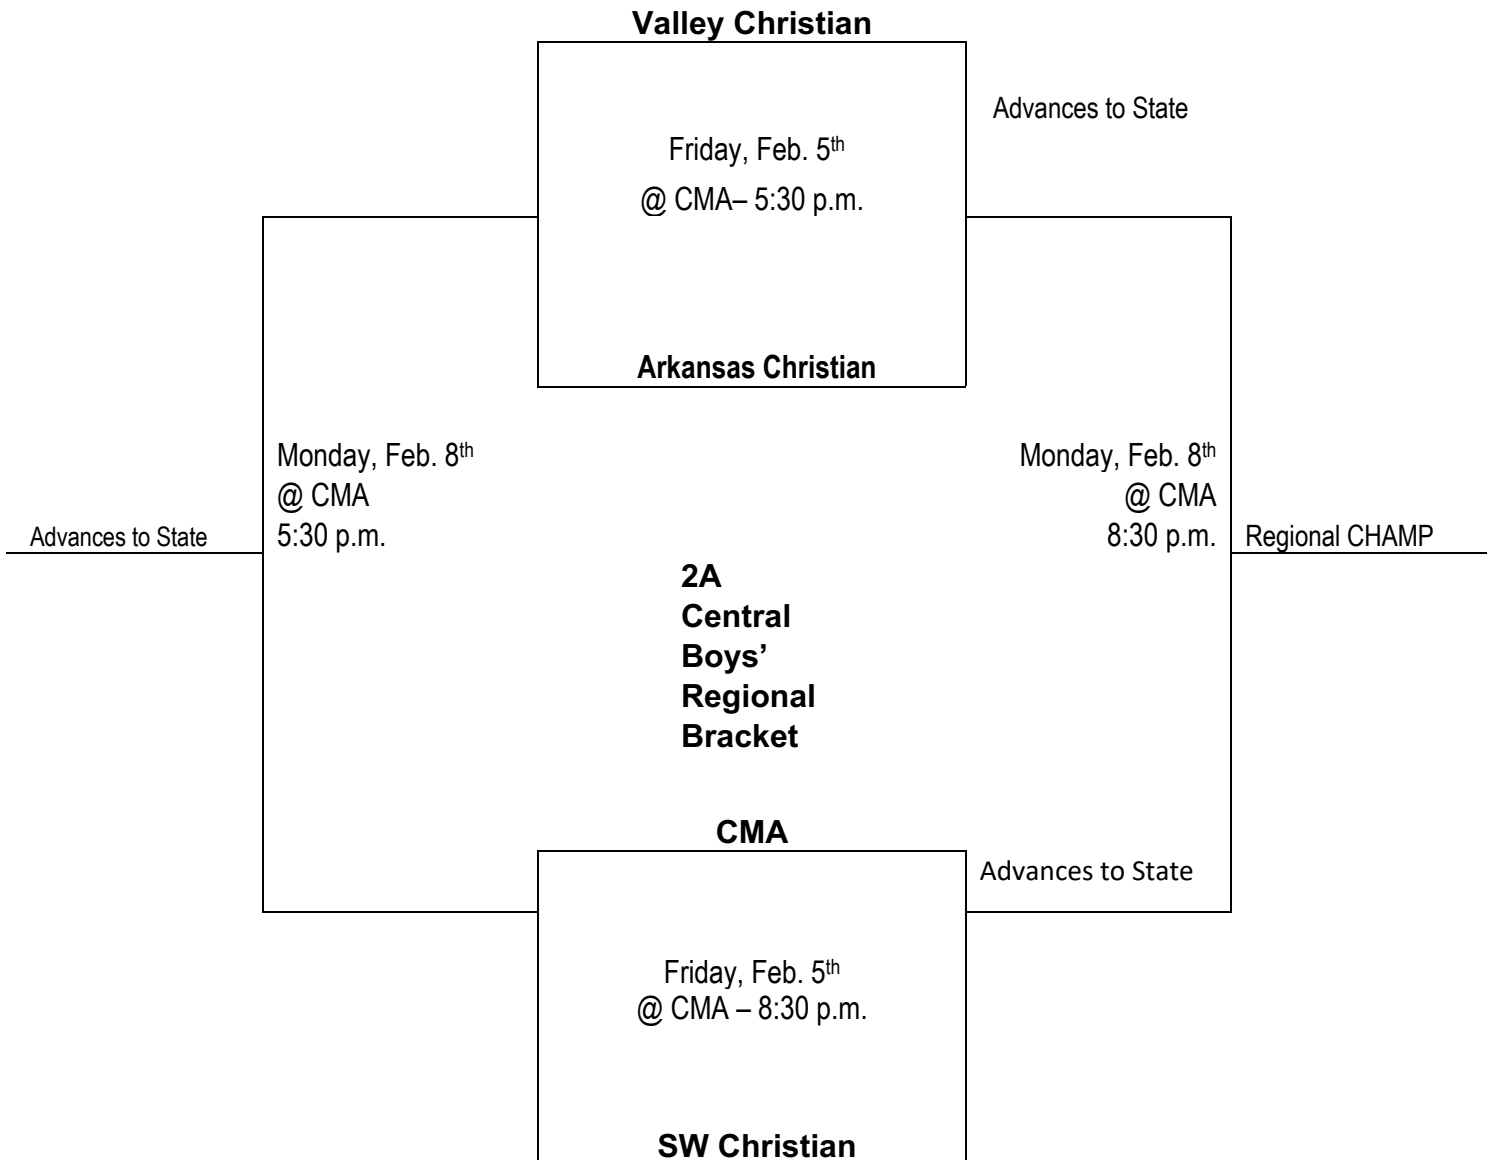 Valley Christian
Advances to State
Friday, Feb. 5th
@ CMA– 5:30 p.m.
Arkansas Christian
Monday, Feb. 8th
@ CMA
5:30 p.m.
Advances to State
Monday, Feb. 8th
@ CMA
8:30 p.m.
Regional CHAMP
2A
Central
Boys’
Regional
Bracket
CMA
Advances to State
Friday, Feb. 5th
@ CMA – 8:30 p.m.
SW Christian